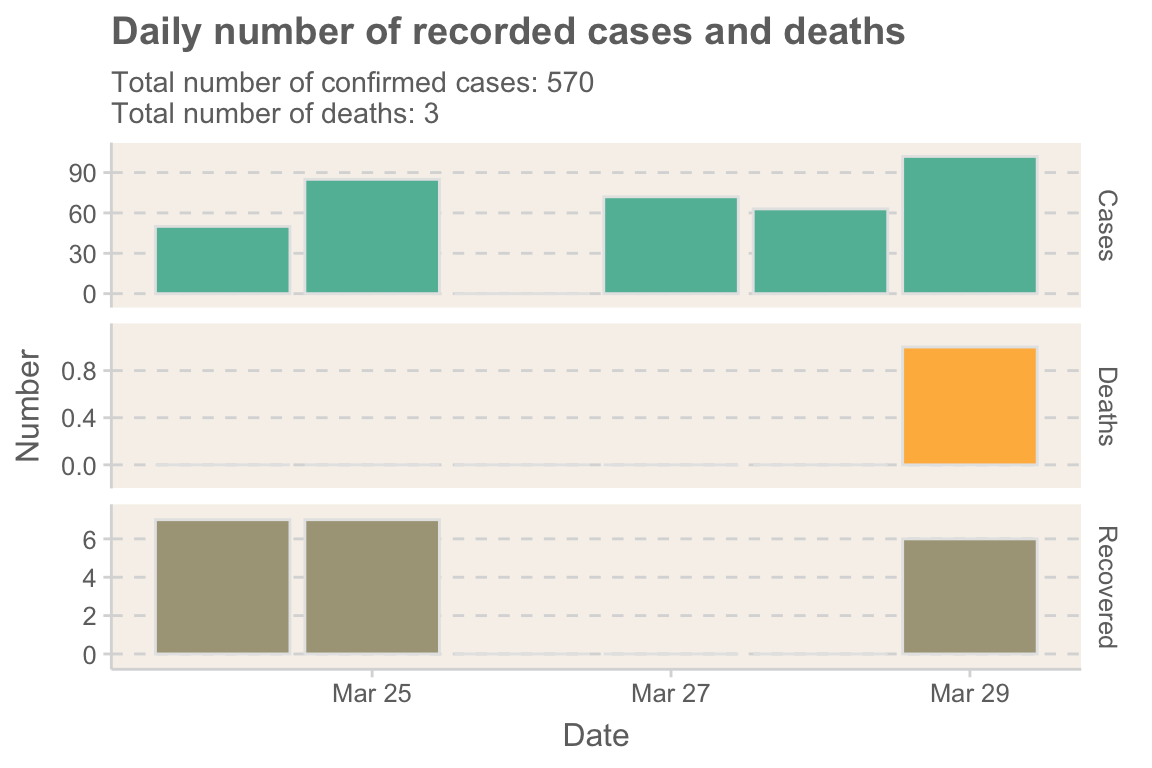 Daily number of recorded cases and deaths
Total number of confirmed cases: 570
Total number of deaths: 3
90
60
30
0
Cases
Number
0.8
0.4
0.0
Deaths
6
4
2
0
Recovered
Mar 25
Mar 27
Mar 29
Date